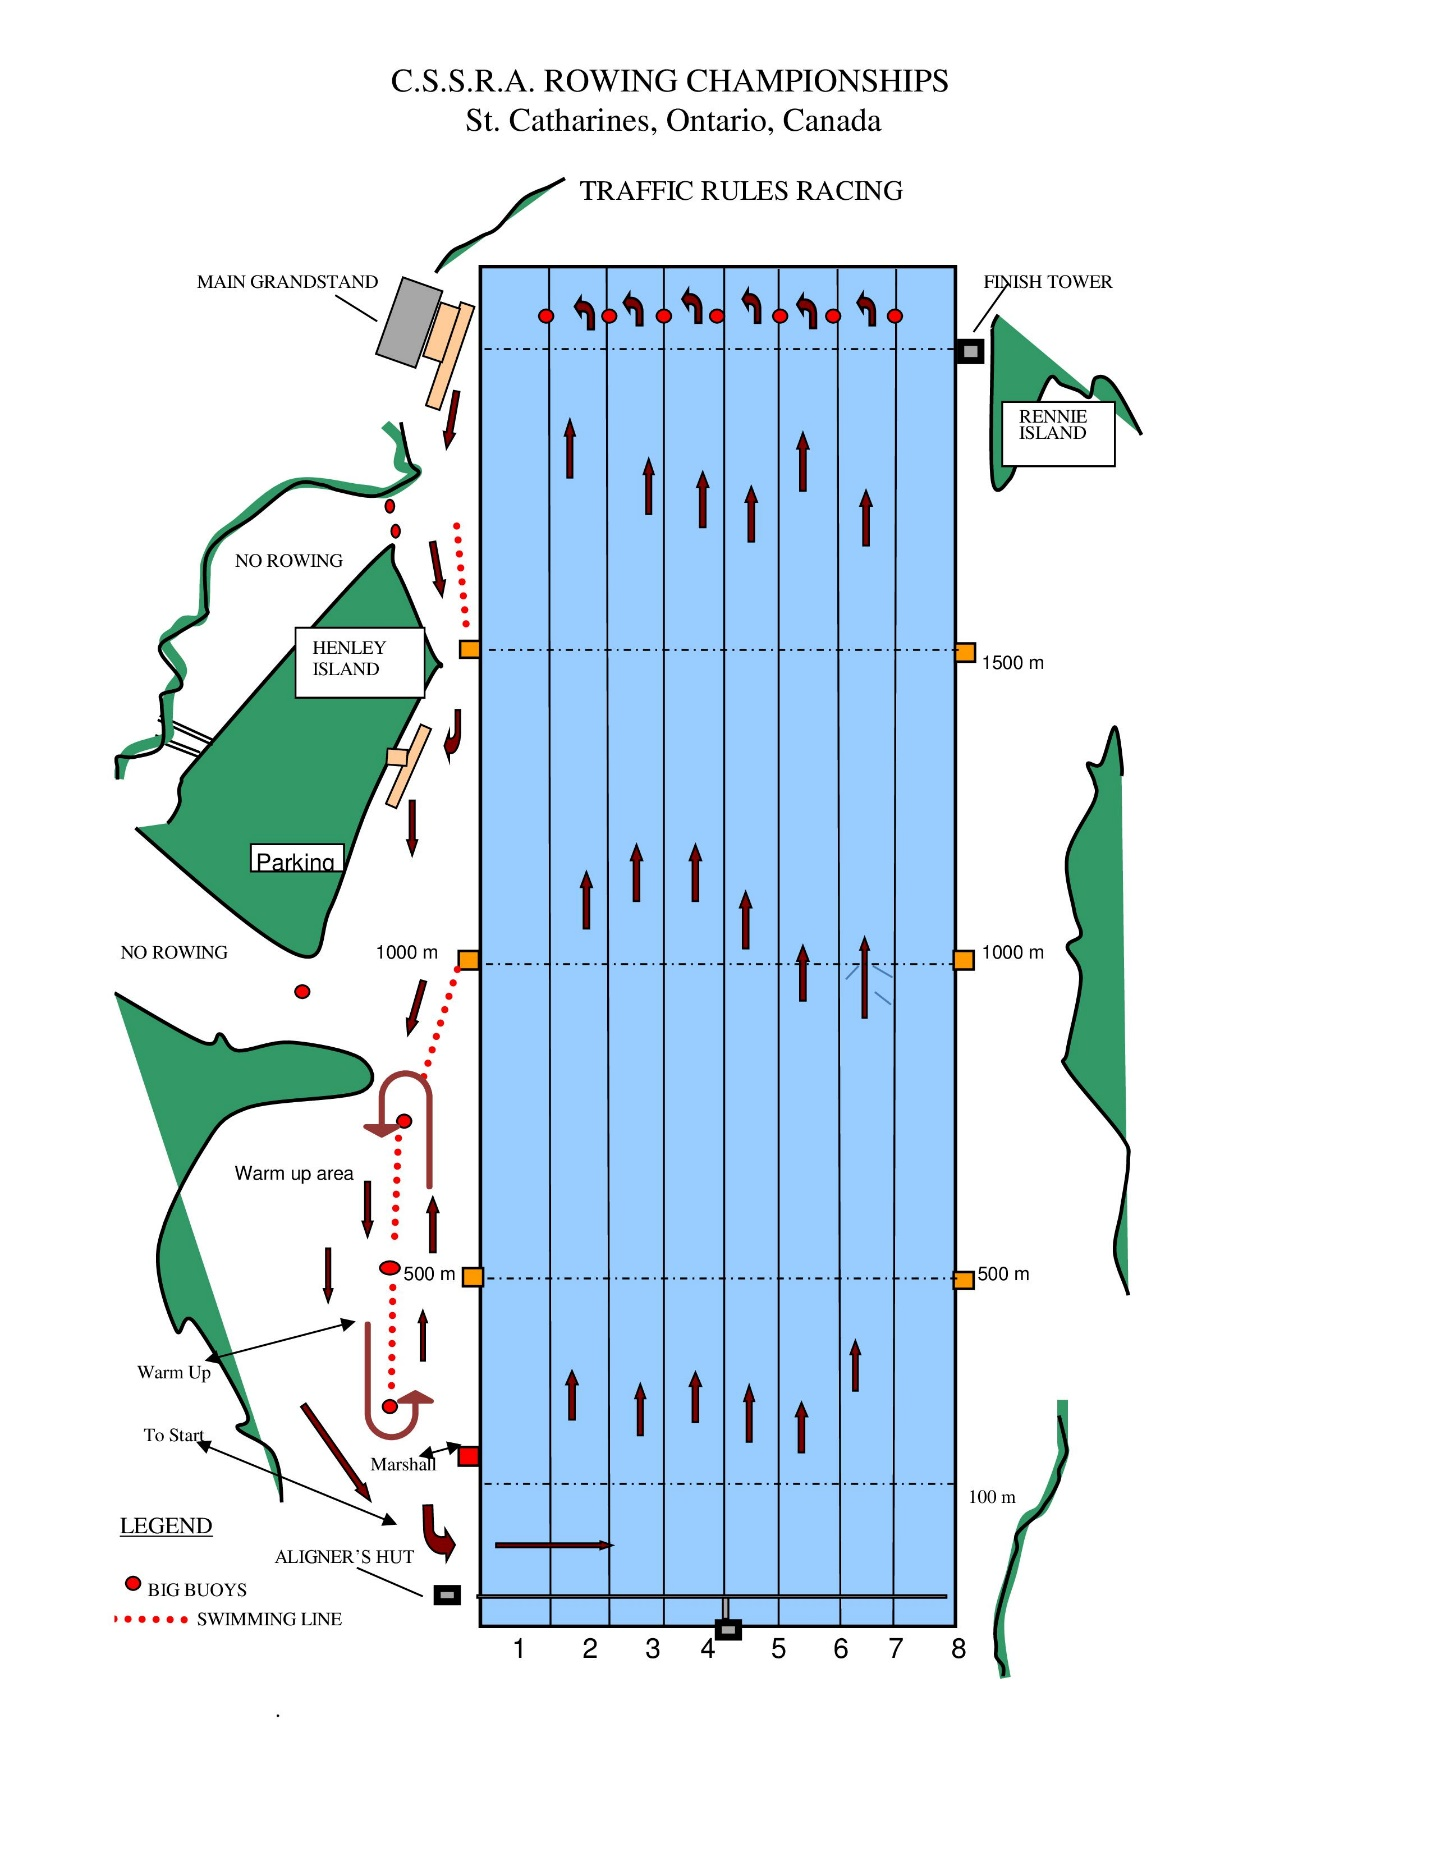 C.S.S.R.A. ROWING CHAMPIONSHIPS
St. Catharines, Ontario, Canada
TRAFFIC RULES RACING
MAIN GRANDSTAND
FINISH TOWER
RENNIE
ISLAND
NO ROWING
HENLEY
ISLAND
1500 m
Parking
NO ROWING
1000 m
1000 m
Warm up area
500 m
500 m
Warm Up
To Start
Marshall
100 m
LEGEND
ALIGNER'S HUT
BIG BUOYS
SWIMMING LINE
1 2 3 4 5 6 7 8
.